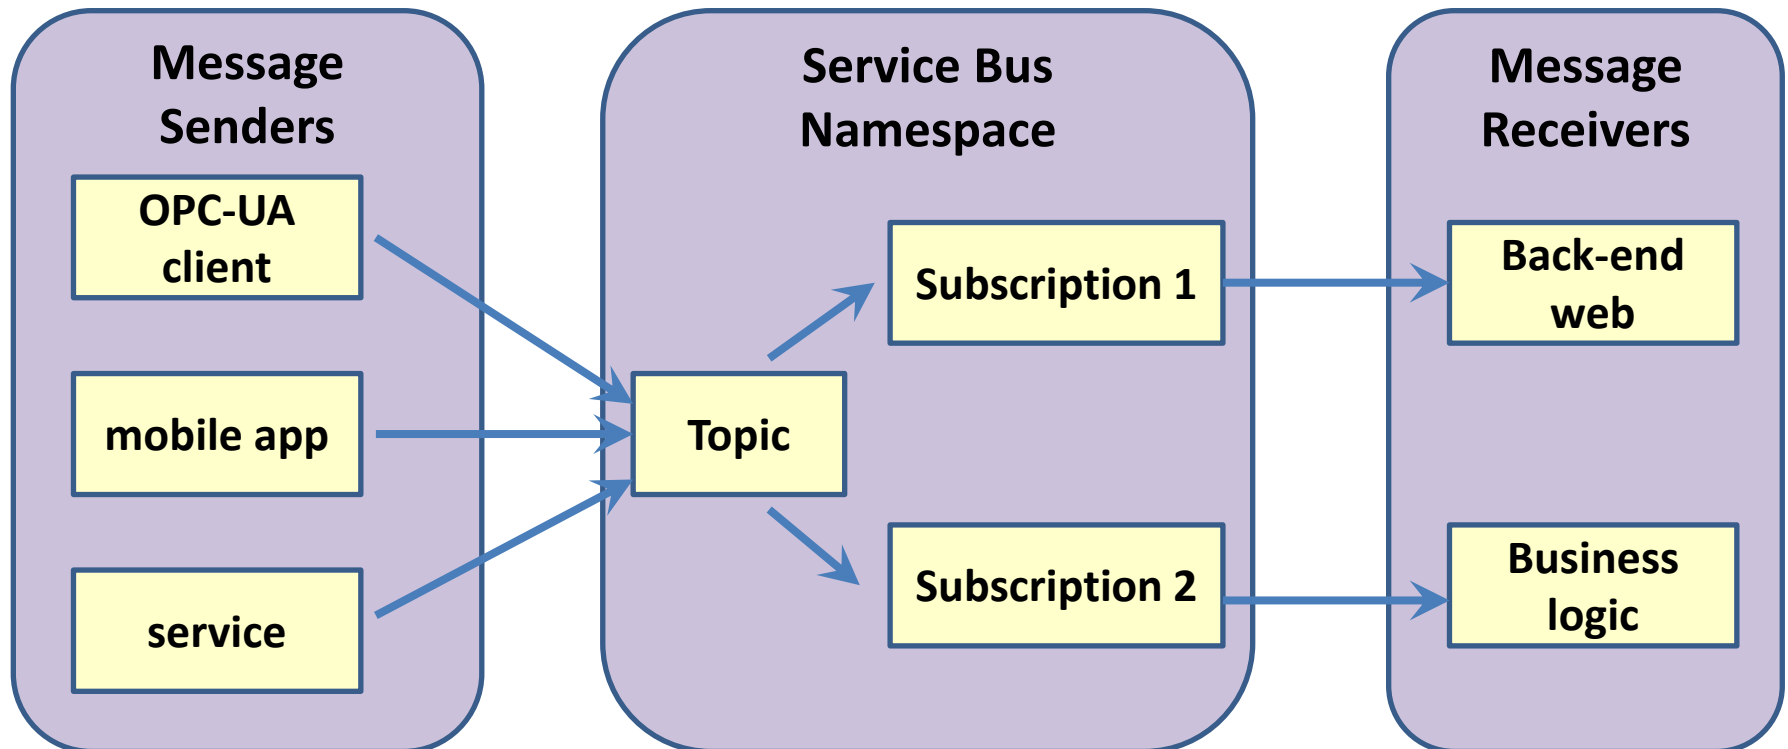 Message
Senders
OPC-UA
client
mobile app
service
Service Bus
Namespace
Topic
Subscription 1
Subscription 2
Message
Receivers
Back-end
web
Business
logic